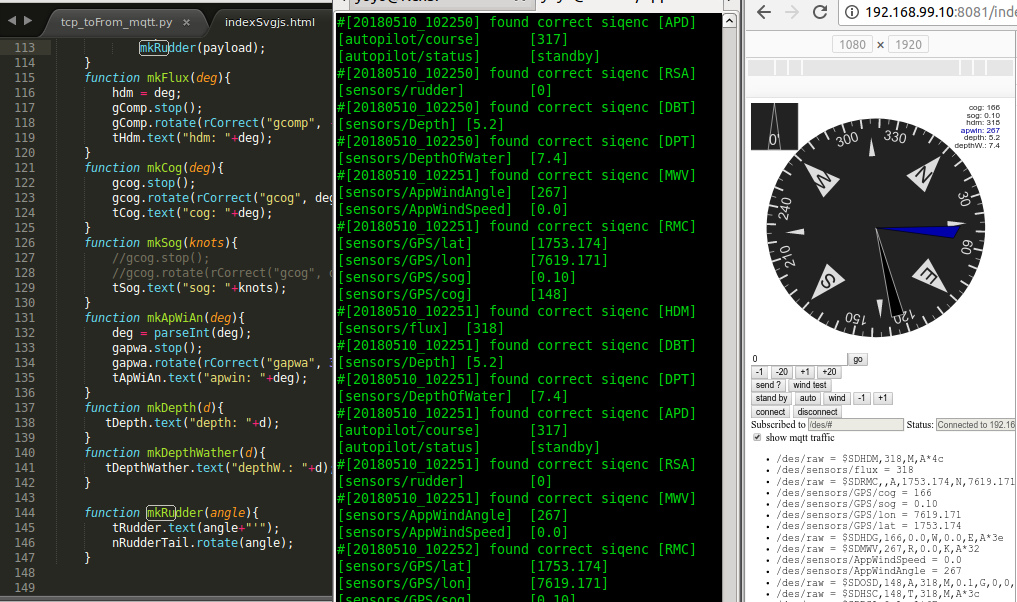 tcp_toFrom_mqtt.py ×
indexSvgjs.html
113 mkRudder(payload);
114 }
115 function mkFlux(deg){
116 hdm = deg;
117 gComp.stop();
118 gComp.rotate(rCorrect("gcomp",
119 tHdm.text("hdm: "+deg);
120 }
121 function mkCog(deg){
122 gcog.stop();
123 gcog.rotate(rCorrect("gcog", deg
124 tCog.text("cog: "+deg);
125 }
126 function mkSog(knots){
127 //gcog.stop();
128 //gcog.rotate(rCorrect("gcog",
129 tSog.text("sog: "+knots);
130 }
131 function mkApWiAn(deg){
132 deg = parseInt(deg);
133 gapwa.stop();
134 gapwa.rotate(rCorrect("gapwa",
135 tApWiAn.text("apwin: "+deg);
136 }
137 function mkDepth(d){
138 tDepth.text("depth: "+d);
139 }
140 function mkDepthWather(d){
141 tDepthWather.text("depthW.: "+d);
142 }
143
144 function mkRudder(angle){
145 tRudder.text(angle+"'");
146 nRudderTail.rotate(angle);
147 }
148
149
#[20180510_102250] found correct siqenc [APD]
[autopilot/course] [317]
[autopilot/status] [standby]
#[20180510_102250] found correct siqenc [RSA]
[sensors/rudder] [0]
#[20180510_102250] found correct siqenc [DBT]
[sensors/Depth] [5.2]
#[20180510_102250] found correct siqenc [DPT]
[sensors/DepthOfWater] [7.4]
#[20180510_102250] found correct siqenc [MWV]
[sensors/AppWindAngle] [267]
[sensors/AppWindSpeed] [0.0]
#[20180510_102251] found correct siqenc [RMC]
[sensors/GPS/lat] [1753.174]
[sensors/GPS/lon] [7619.171]
[sensors/GPS/sog] [0.10]
[sensors/GPS/cog] [148]
#[20180510_102251] found correct siqenc [HDM]
[sensors/flux] [318]
#[20180510_102251] found correct siqenc [DBT]
[sensors/Depth] [5.2]
#[20180510_102251] found correct siqenc [DPT]
[sensors/DepthOfWater] [7.4]
#[20180510_102251] found correct siqenc [APD]
[autopilot/course] [317]
[autopilot/status] [standby]
#[20180510_102251] found correct siqenc [RSA]
[sensors/rudder] [0]
#[20180510_102251] found correct siqenc [MWV]
[sensors/AppWindAngle] [267]
[sensors/AppWindSpeed] [0.0]
#[20180510_102252] found correct siqenc [RMC]
[sensors/GPS/lat] [1753.174]
[sensors/GPS/lon] [7619.171]
[sensors/GPS/sog] [0.10]
192.168.99.10:8081/inde
1080 × 1920
cog: 166
sog: 0.10
hdm: 318
apwin: 267
depth: 5.2
depthW.: 7.4
0'
300 330
W N
240 30
210 60
S E
150 120
0 go
-1 -20 +1 +20
send ? wind test
stand by auto wind -1 +1
connect disconnect
Subscribed to /des/# Status: Connected to 192.16
show mqtt traffic
• /des/raw = $SDHDM,318,M,A*4c
• /des/sensors/flux = 318
• /des/raw = $SDRMC,,A,1753.174,N,7619.171
• /des/sensors/GPS/cog = 166
• /des/sensors/GPS/sog = 0.10
• /des/sensors/GPS/lon = 7619.171
• /des/sensors/GPS/lat = 1753.174
• /des/raw = $SDHDG,166,0.0,W,0.0,E,A*3e
• /des/raw = $SDMWV,267,R,0.0,K,A*32
• /des/sensors/AppWindSpeed = 0.0
• /des/sensors/AppWindAngle = 267
• /des/raw = $SDOSD,148,A,318,M,0.1,G,0,0,
• /des/raw = $SDHSC,148,T,318,M,A*3c